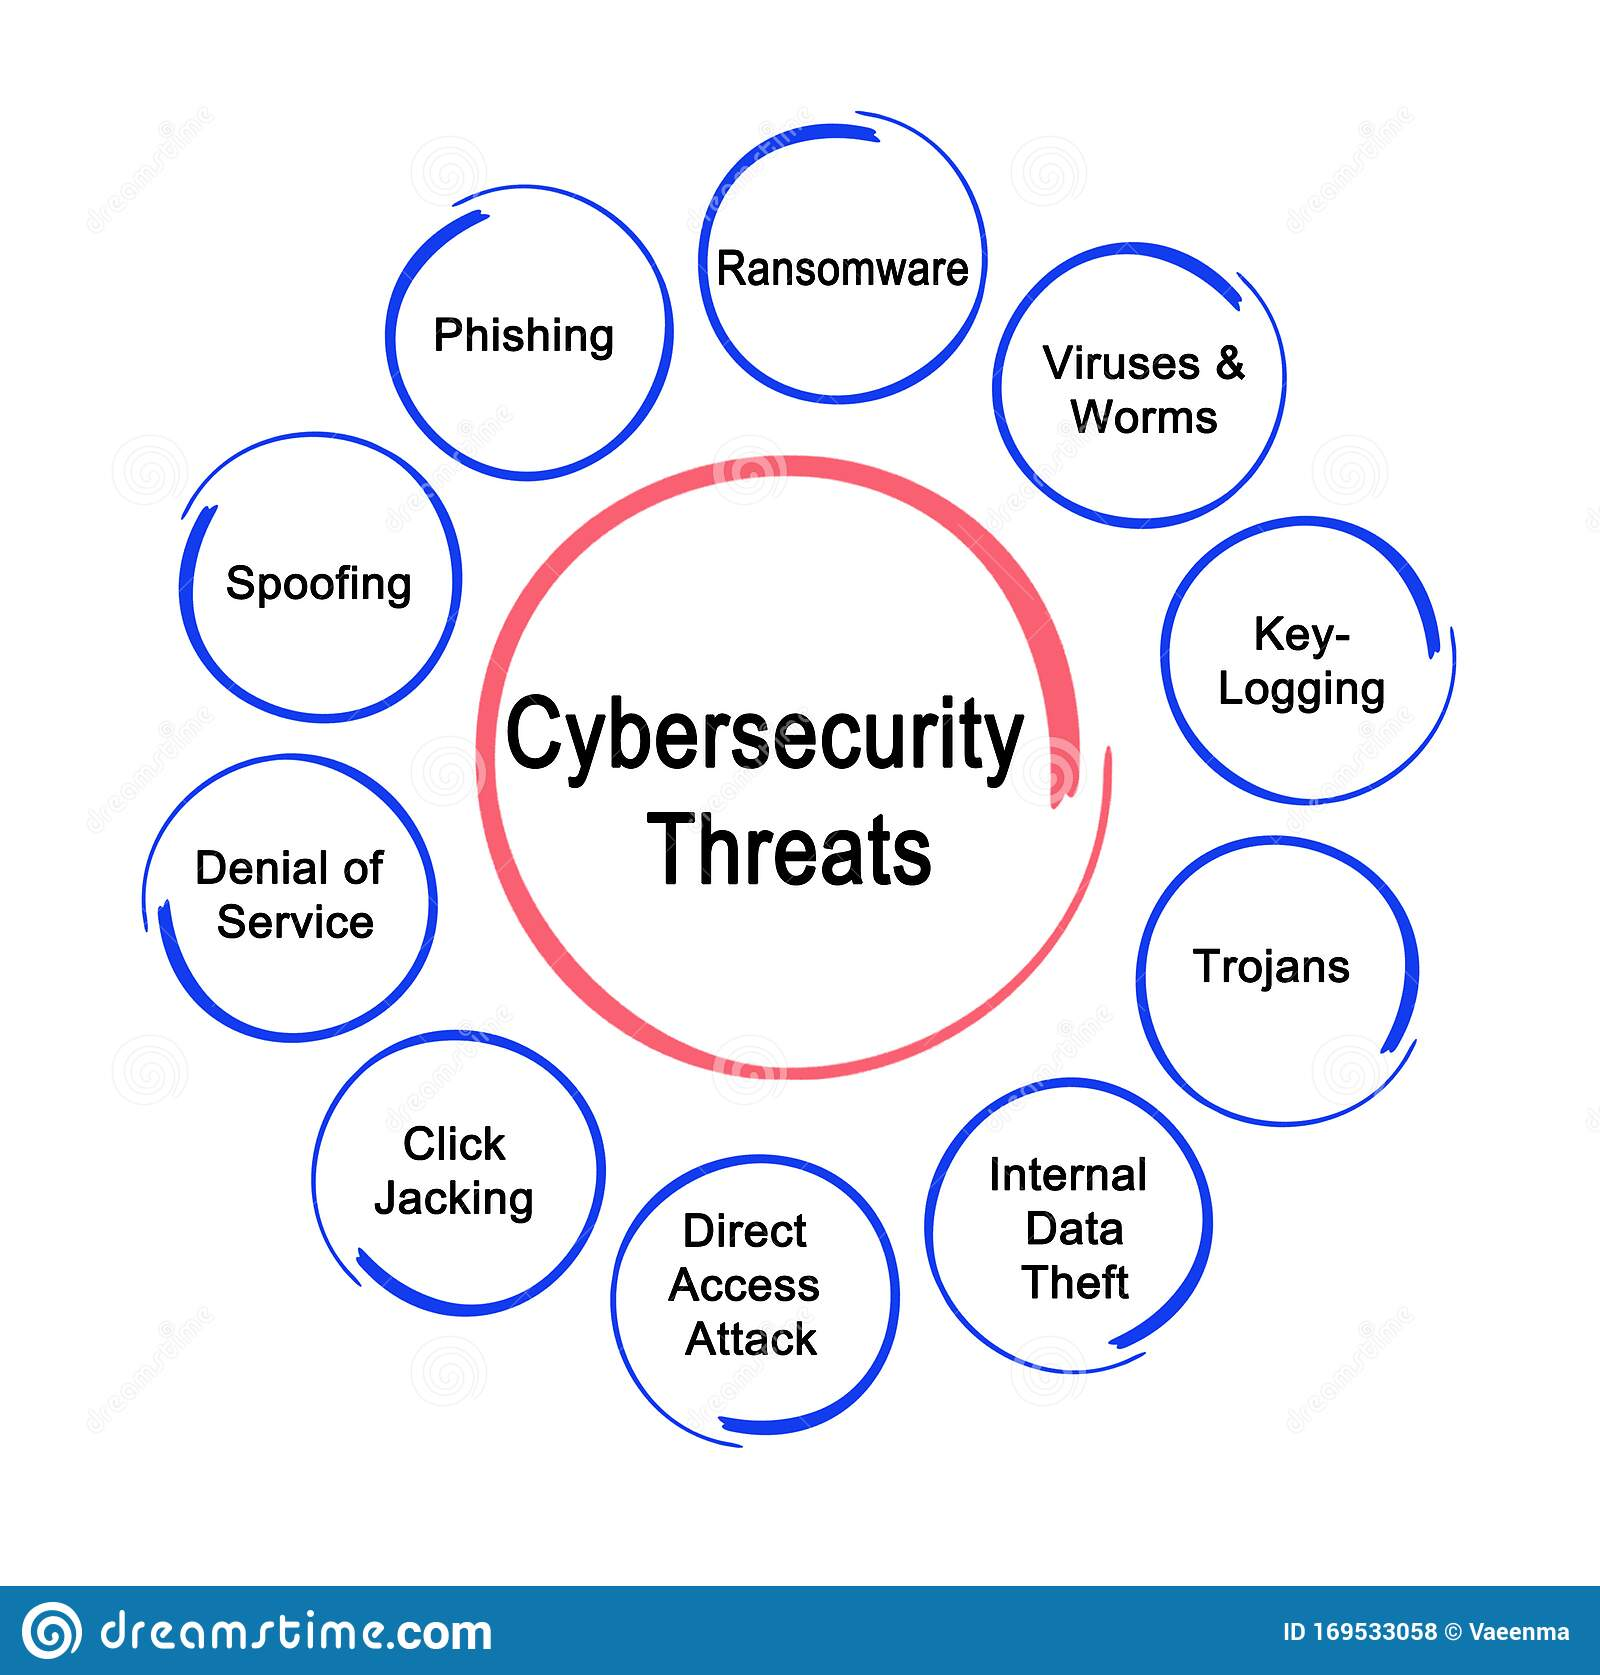 Ransomware
Phishing
Viruses &
Worms
Spoofing
Key-
Logging
Cybersecurity
Threats
Denial of
Service
Trojans
Click
Jacking
Internal
Data
Theft
Direct
Access
Attack
dreamstime.com
ID 169533058 © Vaeenma